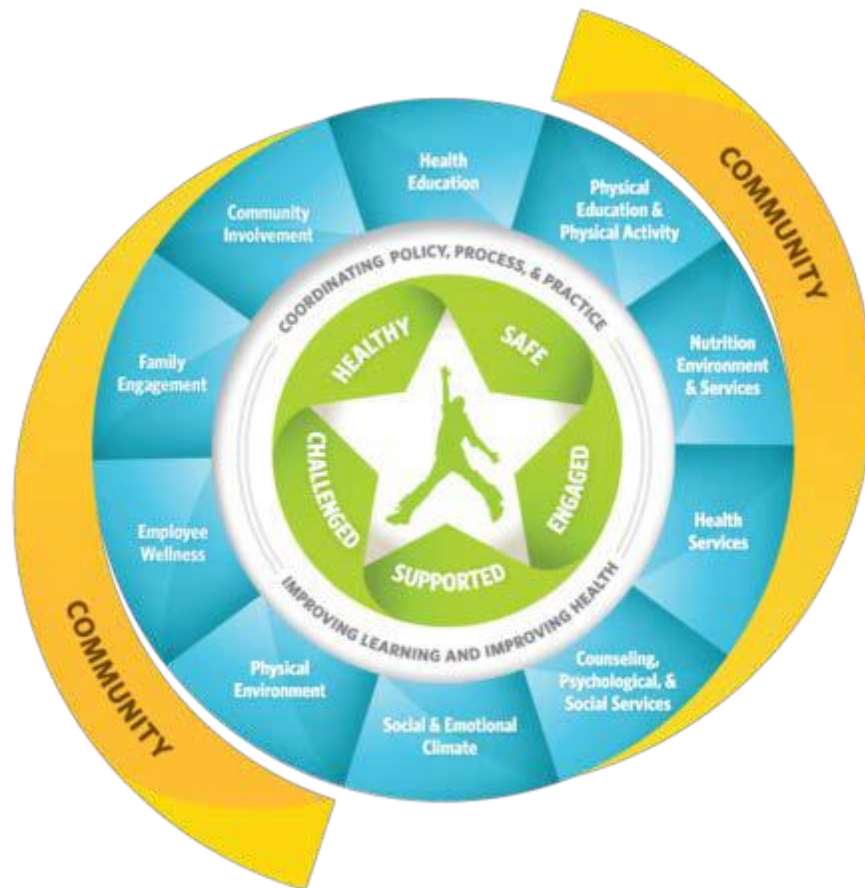 COMMUNITY
Health
Education
Physical
Education &
Physical Activity
Nutrition
Environment
& Services
Health
Services
Counseling,
Psychological, &
Social Services
Social & Emotional
Climate
Physical
Environment
Employee
Wellness
Family
Engagement
Community
Involvement
COORDINATING POLICY, PROCESS, & PRACTICE
IMPROVING LEARNING AND IMPROVING HEALTH
HEALTHY
SAFE
ENGAGED
SUPPORTED
CHALLENGED
COMMUNITY